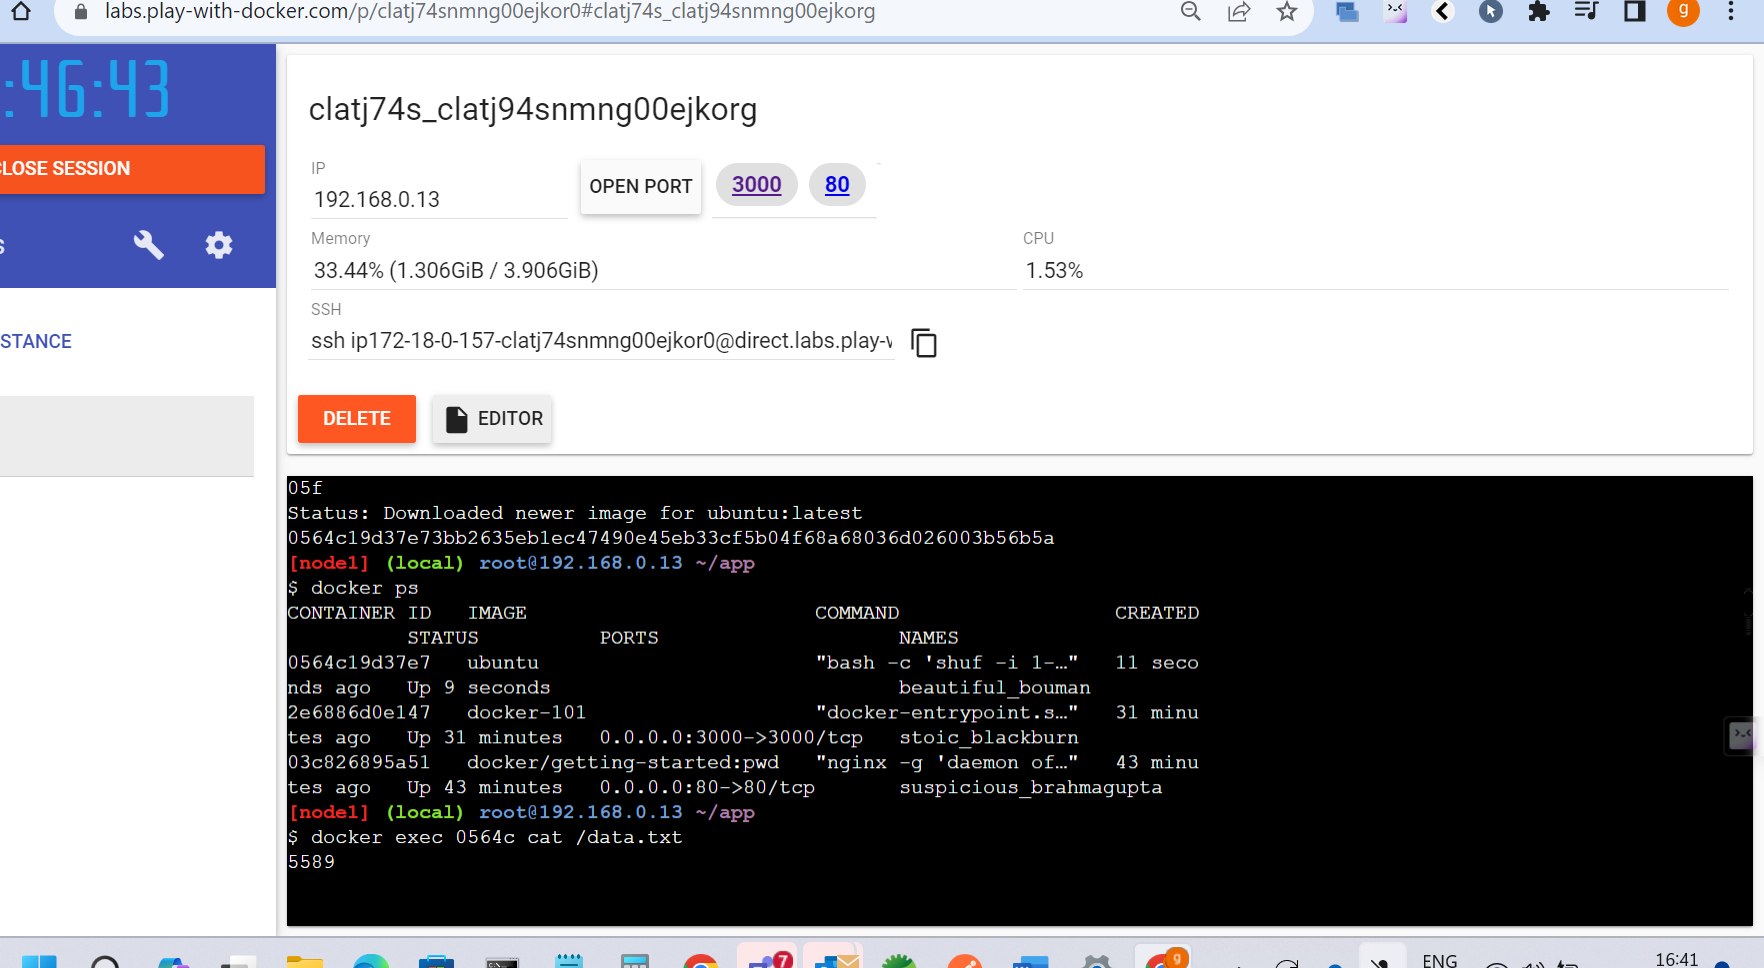 labs.play-with-docker.com/p/clatj74snmng00ejkor0#clatj74s_clatj94snmng00ejkorg
g
:46:43
CLOSE SESSION
S
STANCE
clatj74s_clatj94snmng00ejkorg
IP
192.168.0.13
OPEN PORT
3000
80
Memory
33.44% (1.306GiB / 3.906GiB)
CPU
1.53%
SSH
ssh ip172-18-0-157-clatj74snmng00ejkor0@direct.labs.play-w
DELETE
EDITOR
05f
Status: Downloaded newer image for ubuntu:latest
0564c19d37e73bb2635eb1ec47490e45eb33cf5b04f68a68036d026003b56b5a
[node1] (local) root@192.168.0.13 ~/app
$ docker ps
CONTAINER ID   IMAGE                        COMMAND                  CREATED
          STATUS          PORTS                    NAMES
0564c19d37e7   ubuntu                       "bash -c 'shuf -i 1-…"   11 seco
nds ago   Up 9 seconds                             beautiful_bouman
2e6886d0e147   docker-101                   "docker-entrypoint.s…"   31 minu
tes ago   Up 31 minutes   0.0.0.0:3000->3000/tcp   stoic_blackburn
03c826895a51   docker/getting-started:pwd   "nginx -g 'daemon of…"   43 minu
tes ago   Up 43 minutes   0.0.0.0:80->80/tcp       suspicious_brahmagupta
[node1] (local) root@192.168.0.13 ~/app
$ docker exec 0564c cat /data.txt
5589
7
g
ENG
16:41